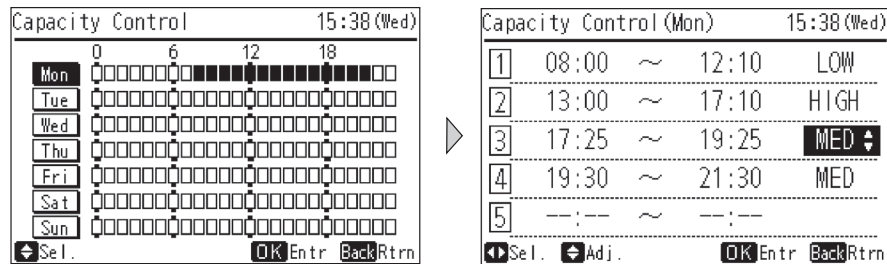 Capacity Control 15:38(Wed)
0 6 12 18
Mon
Tue
Wed
Thu
Fri
Sat
Sun
Sel. OK Entr Back Rtrn
Capacity Control(Mon) 15:38(Wed)
1 08:00 ~ 12:10 LOW
2 13:00 ~ 17:10 HIGH
3 17:25 ~ 19:25 MED
4 19:30 ~ 21:30 MED
5 --:-- ~ --:--
Sel. Adj. OK Entr Back Rtrn